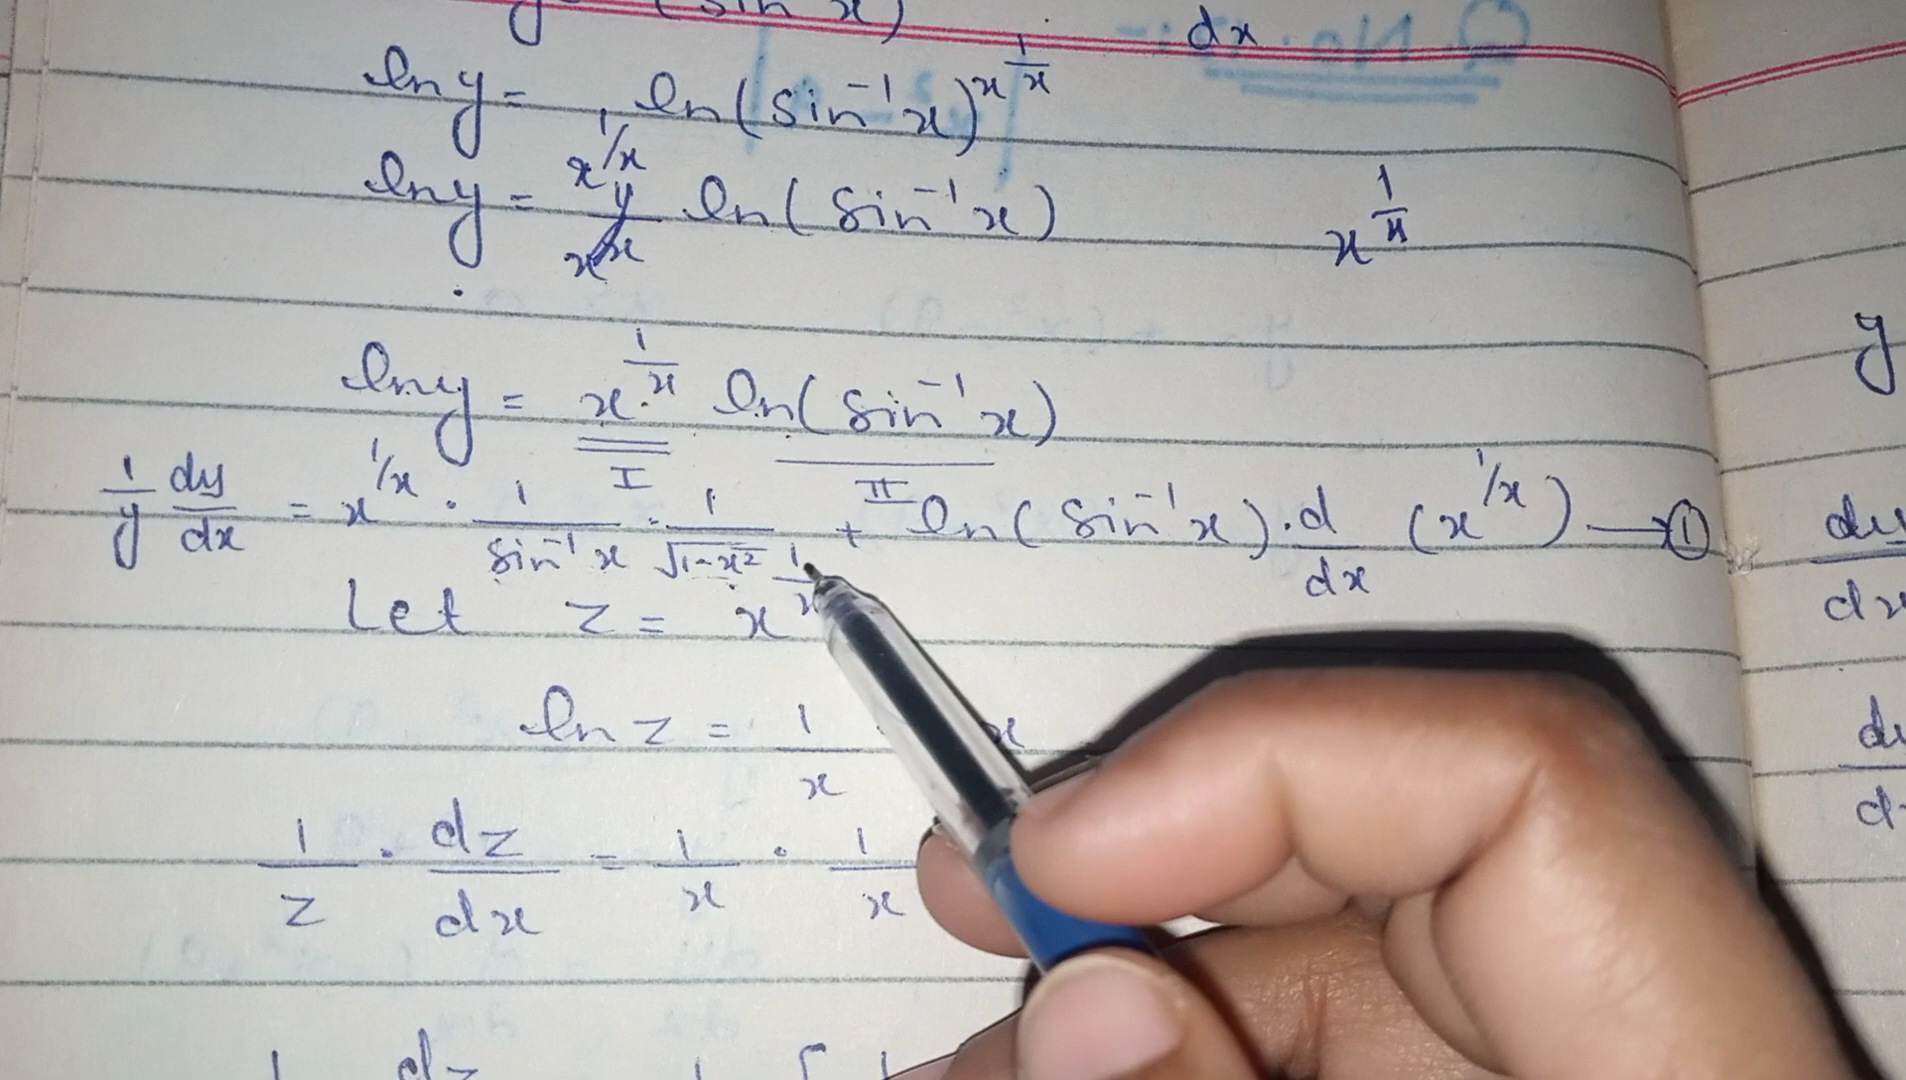 y = (sin x) dx
ln y = ln(sin⁻¹x)^x^(1/x)
ln y = x^(1/x) ln(sin⁻¹x) x^(1/x)
ln y = x^(1/x) ln(sin⁻¹x)
I II
1/y dy/dx = x^(1/x) · 1/sin⁻¹x · 1/√1-x² + ln(sin⁻¹x) · d/dx (x^(1/x)) → ①
Let z = x
ln z = 1/x x
1/z · dz/dx = 1/x · 1/x
y